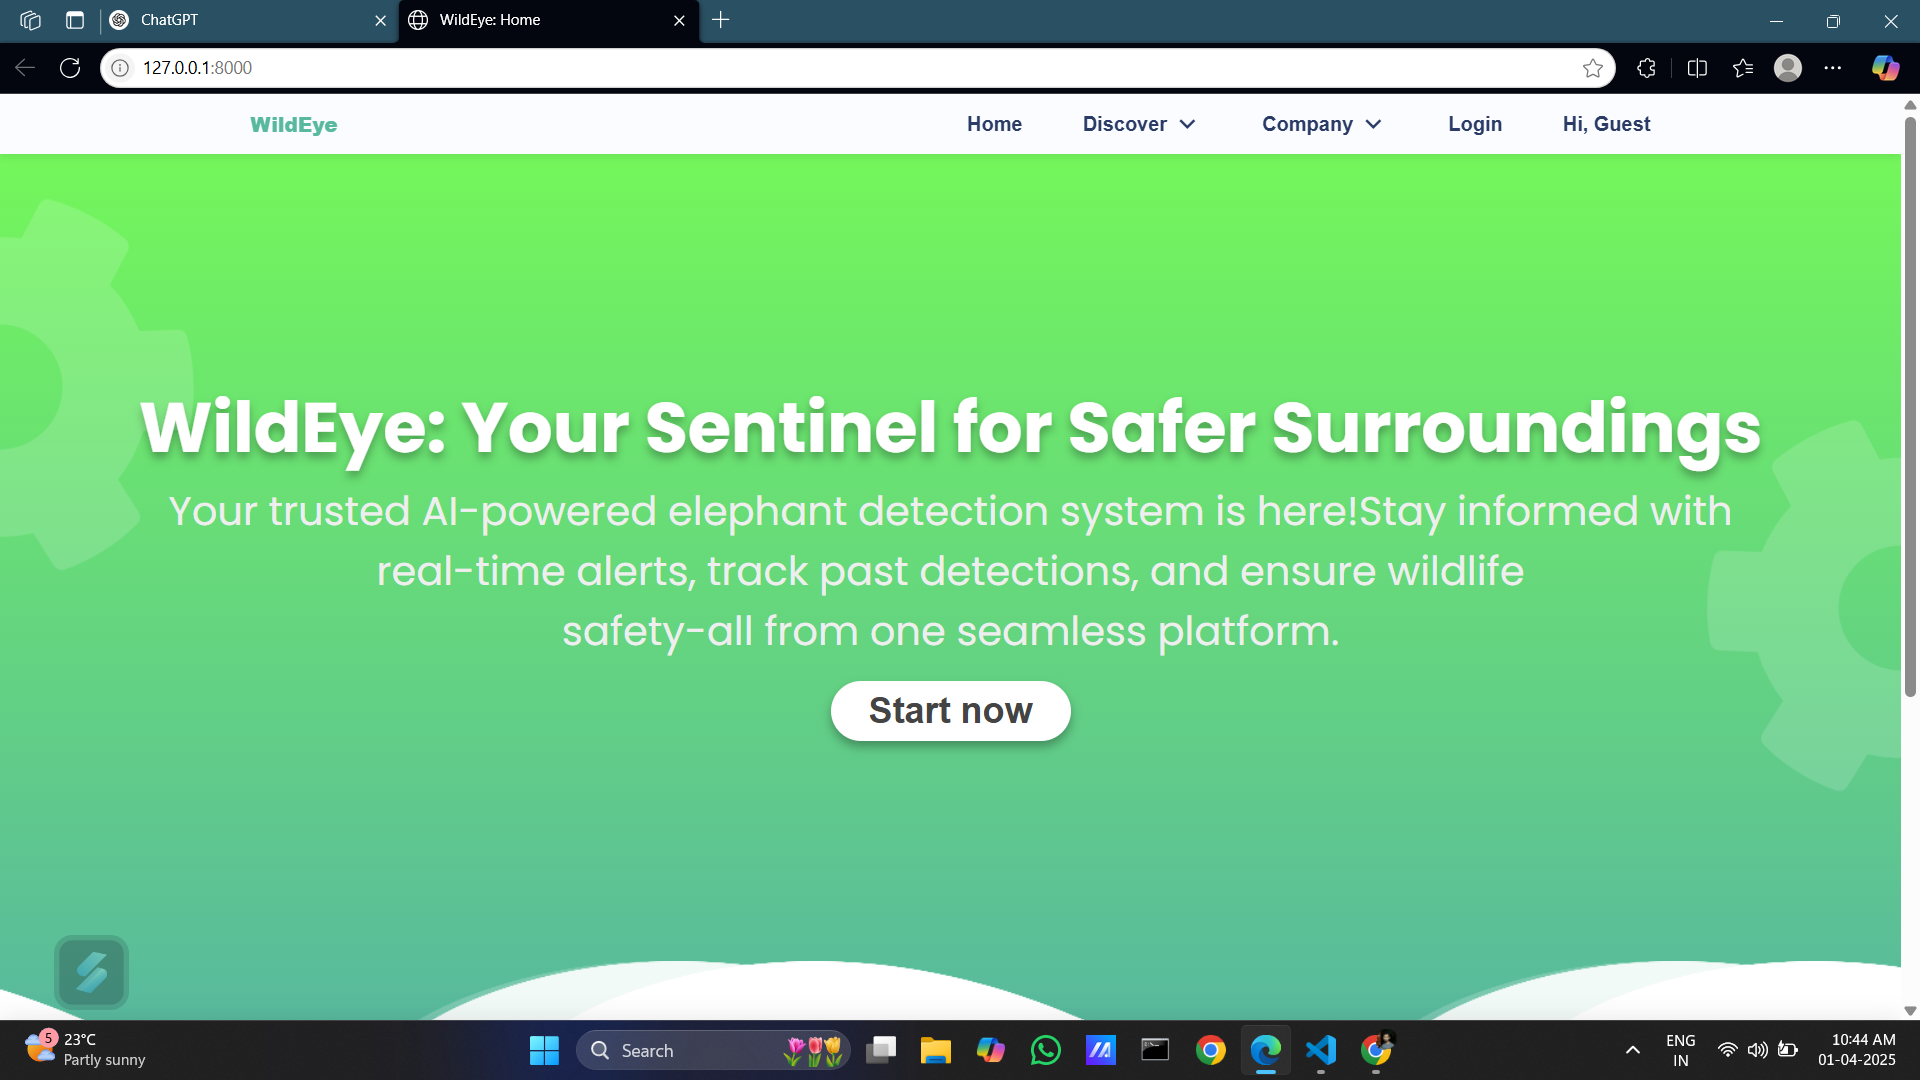 ChatGPT
WildEye: Home
127.0.0.1:8000
WildEye
Home
Discover
Company
Login
Hi, Guest
WildEye: Your Sentinel for Safer Surroundings
Your trusted AI-powered elephant detection system is here!Stay informed with
real-time alerts, track past detections, and ensure wildlife
safety-all from one seamless platform.
Start now
5
23°C
Partly sunny
Search
ENG
IN
10:44 AM
01-04-2025